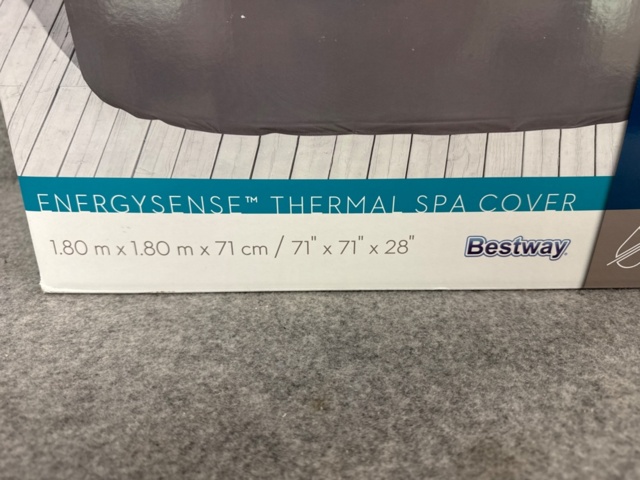 ENERGYSENSE™ THERMAL SPA COVER
1.80 m x 1.80 m x 71 cm / 71" x 71" x 28"
Bestway